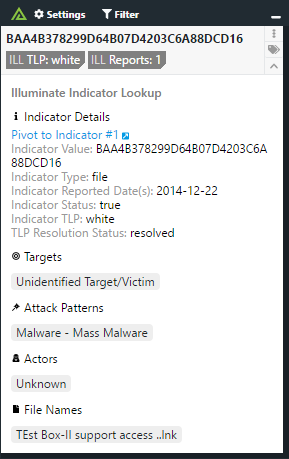 Settings Filter
BAA4B378299D64B07D4203C6A88DCD16
ILL TLP: white ILL Reports: 1
Illuminate Indicator Lookup
Indicator Details
Pivot to Indicator #1
Indicator Value: BAA4B378299D64B07D4203C6A
88DCD16
Indicator Type: file
Indicator Reported Date(s): 2014-12-22
Indicator Status: true
Indicator TLP: white
TLP Resolution Status: resolved
Targets
Unidentified Target/Victim
Attack Patterns
Malware - Mass Malware
Actors
Unknown
File Names
TEst Box-II support access ..lnk